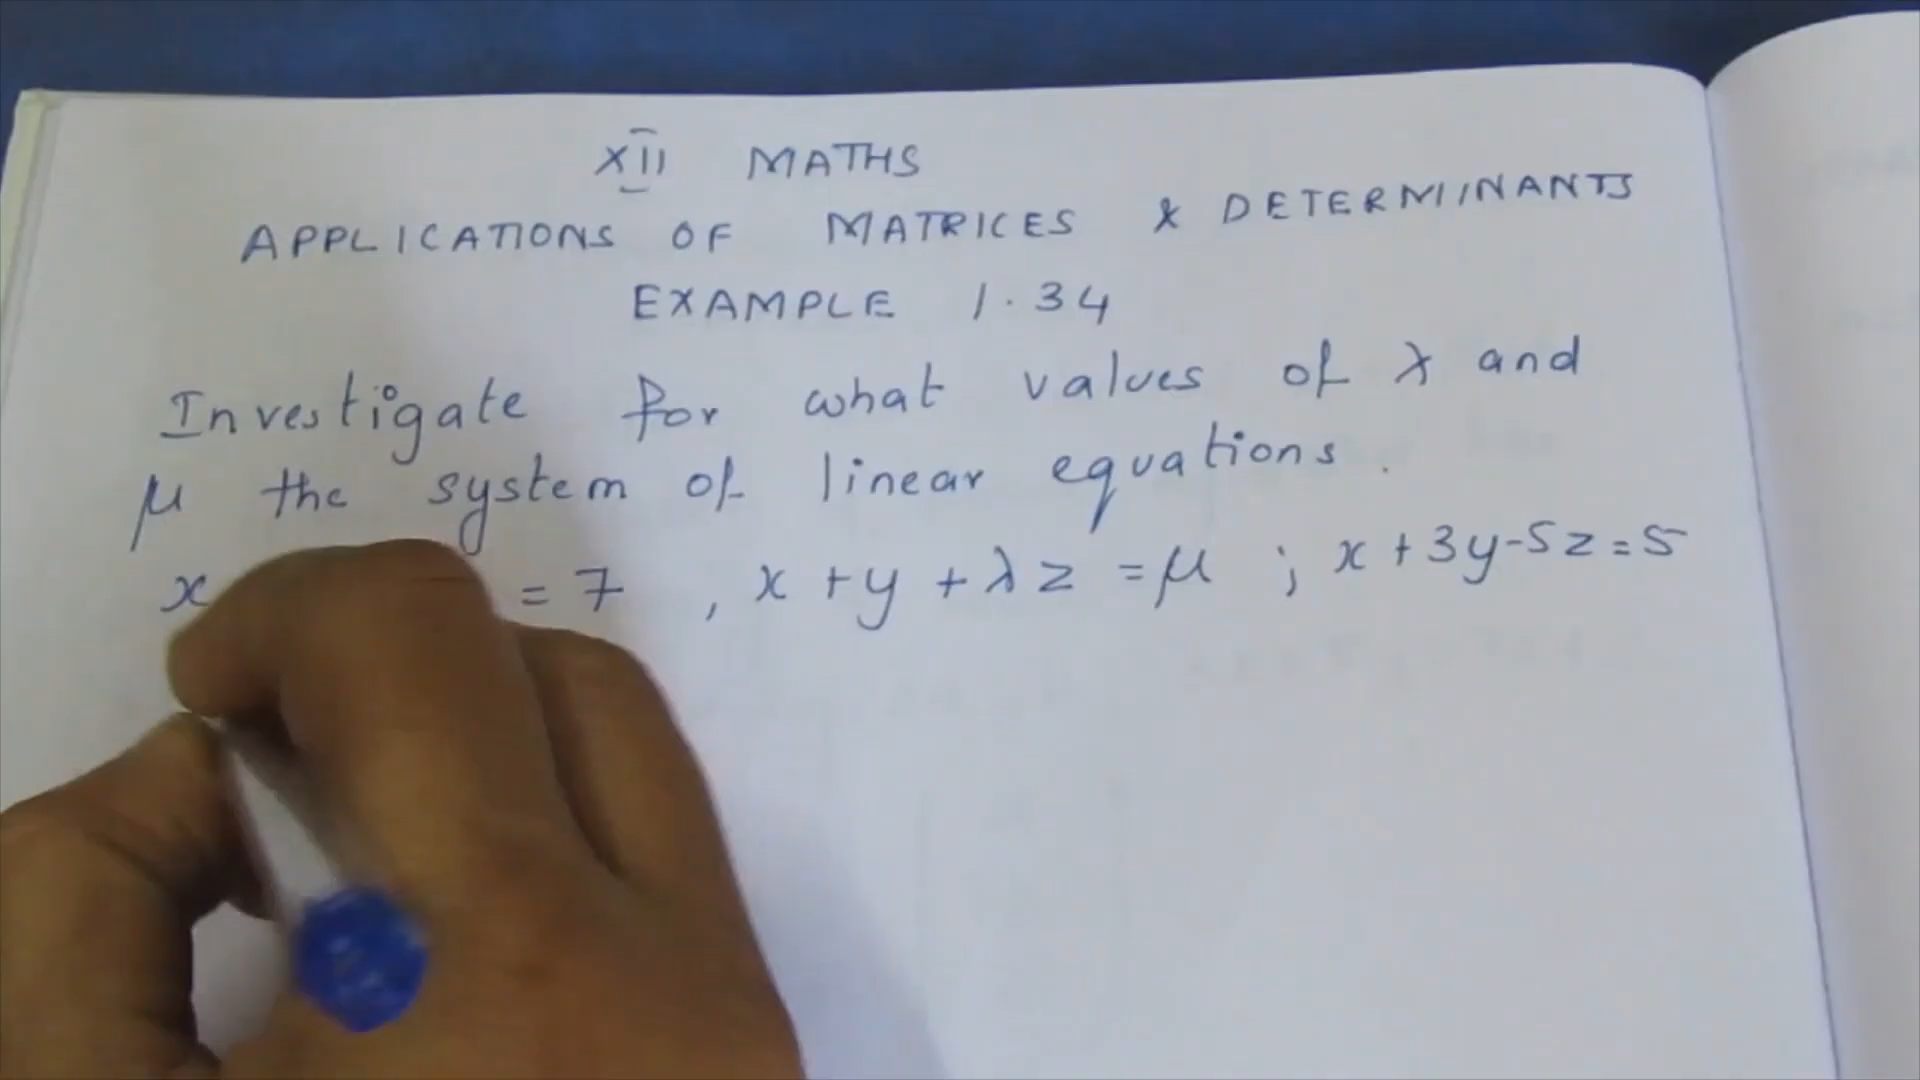 XII MATHS
APPLICATIONS OF MATRICES & DETERMINANTS
EXAMPLE 1.34
Investigate for what values of λ and
μ the system of linear equations.
x = 7 , x + y + λz = μ ; x + 3y - 5z = 5